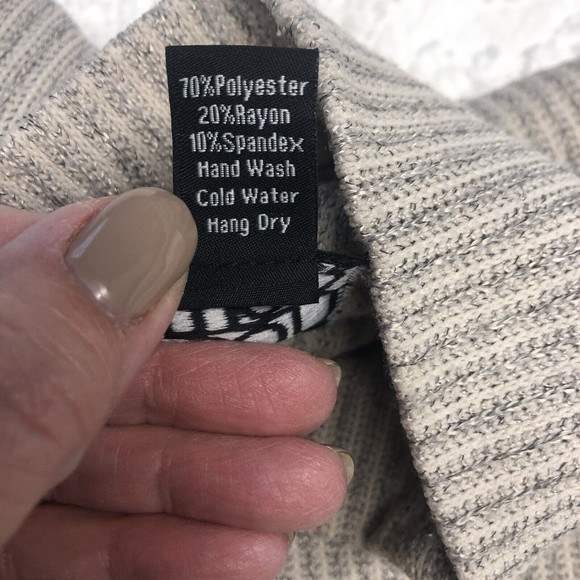 70%Polyester
20%Rayon
10%Spandex
Hand Wash
Cold Water
Hang Dry